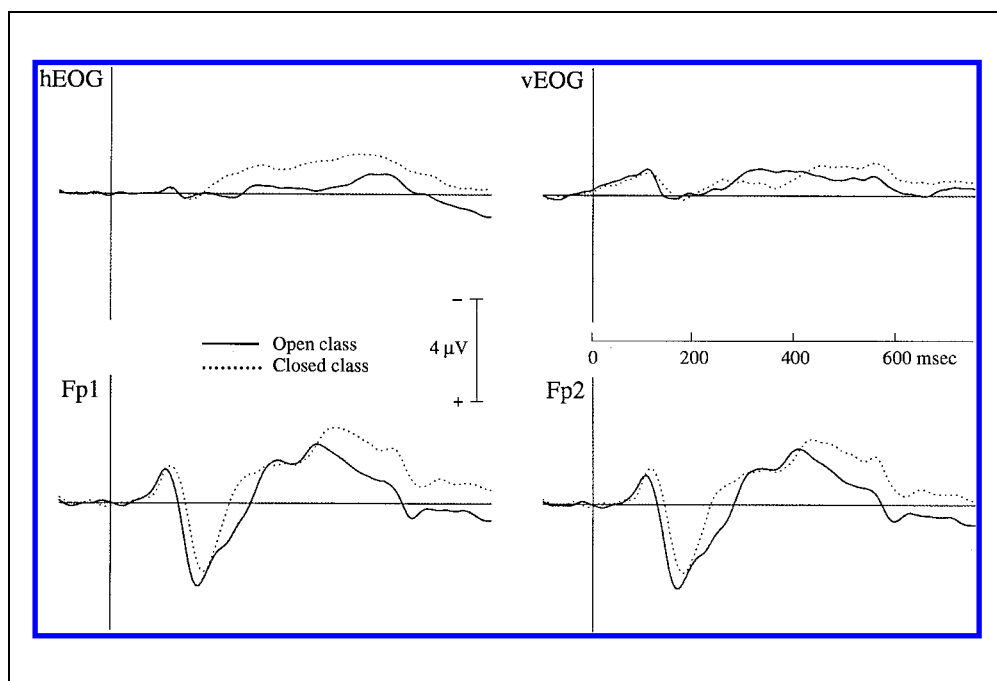 hEOG
vEOG
−
4 µV
+
Open class
Closed class
0 200 400 600 msec
Fp1
Fp2